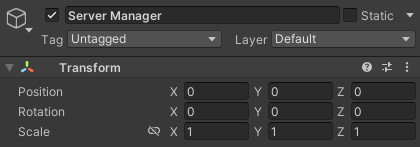 Server Manager Static
Tag Untagged Layer Default
Transform
Position X 0 Y 0 Z 0
Rotation X 0 Y 0 Z 0
Scale X 1 Y 1 Z 1